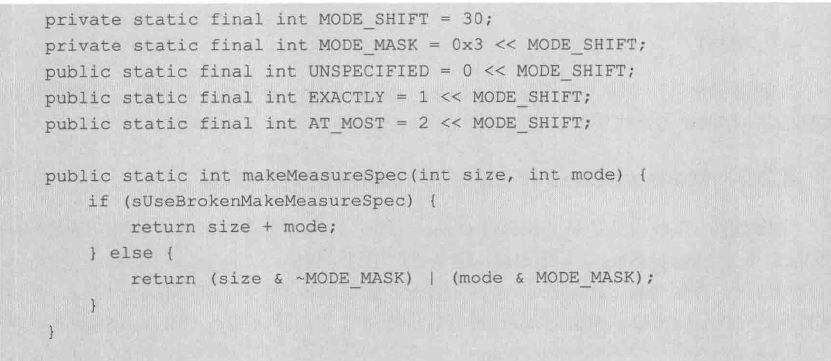 private static final int MODE_SHIFT = 30;
private static final int MODE_MASK = 0x3 << MODE_SHIFT;
public static final int UNSPECIFIED = 0 << MODE_SHIFT;
public static final int EXACTLY = 1 << MODE_SHIFT;
public static final int AT_MOST = 2 << MODE_SHIFT;

public static int makeMeasureSpec(int size, int mode) {
    if (sUseBrokenMakeMeasureSpec) {
        return size + mode;
    } else {
        return (size & ~MODE_MASK) | (mode & MODE_MASK);
    }
}